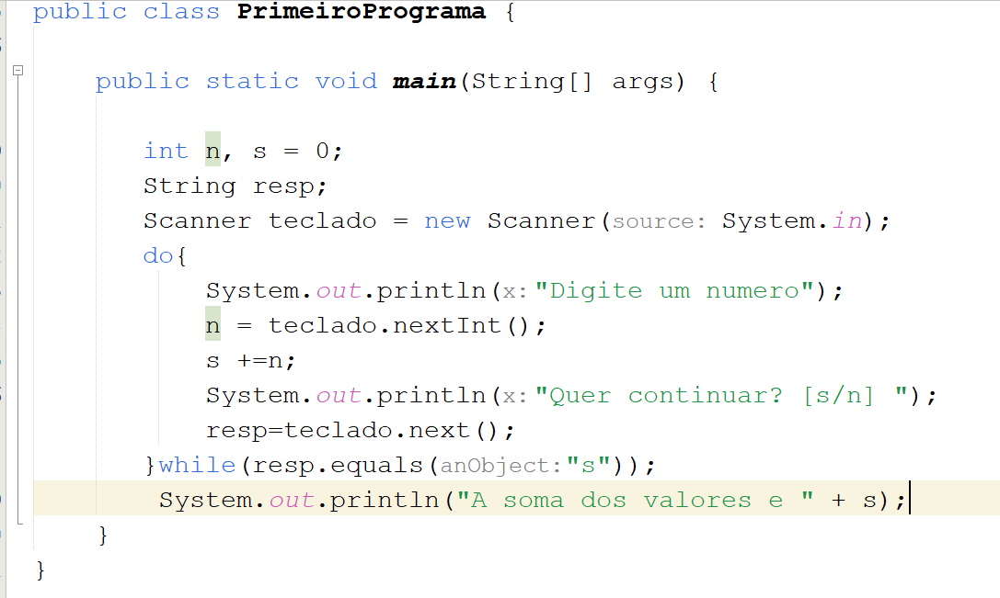 public class PrimeiroPrograma {
public static void main(String[] args) {
int n, s = 0;
String resp;
Scanner teclado = new Scanner(source: System.in);
do{
System.out.println(x:"Digite um numero");
n = teclado.nextInt();
s +=n;
System.out.println(x:"Quer continuar? [s/n] ");
resp=teclado.next();
}while(resp.equals(anObject:"s"));
System.out.println("A soma dos valores e " + s);
}
}